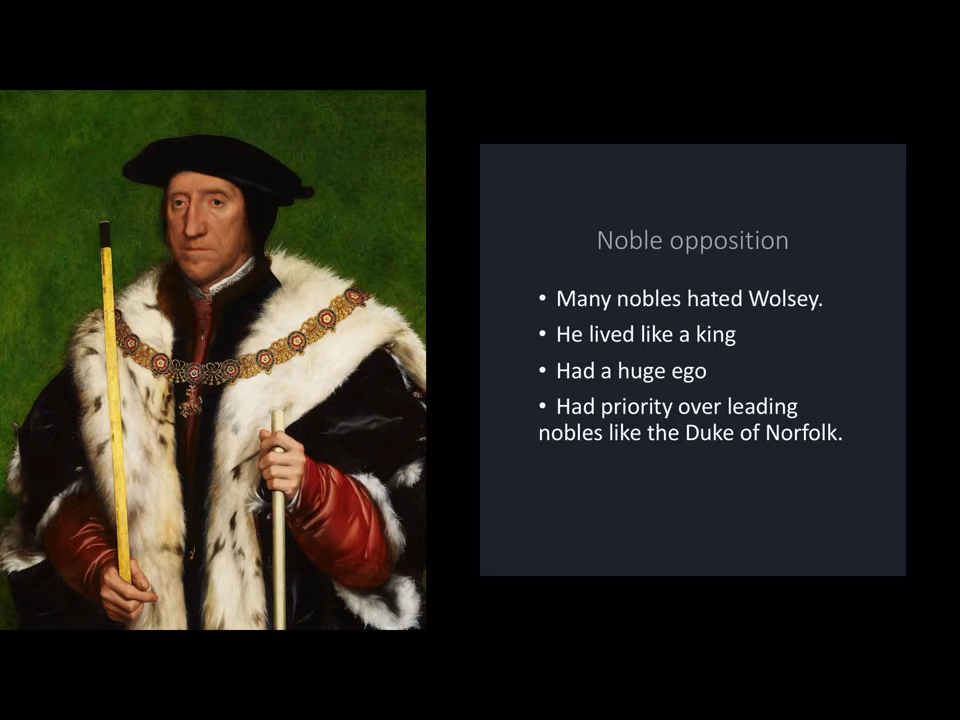 Noble opposition
• Many nobles hated Wolsey.
• He lived like a king
• Had a huge ego
• Had priority over leading
nobles like the Duke of Norfolk.